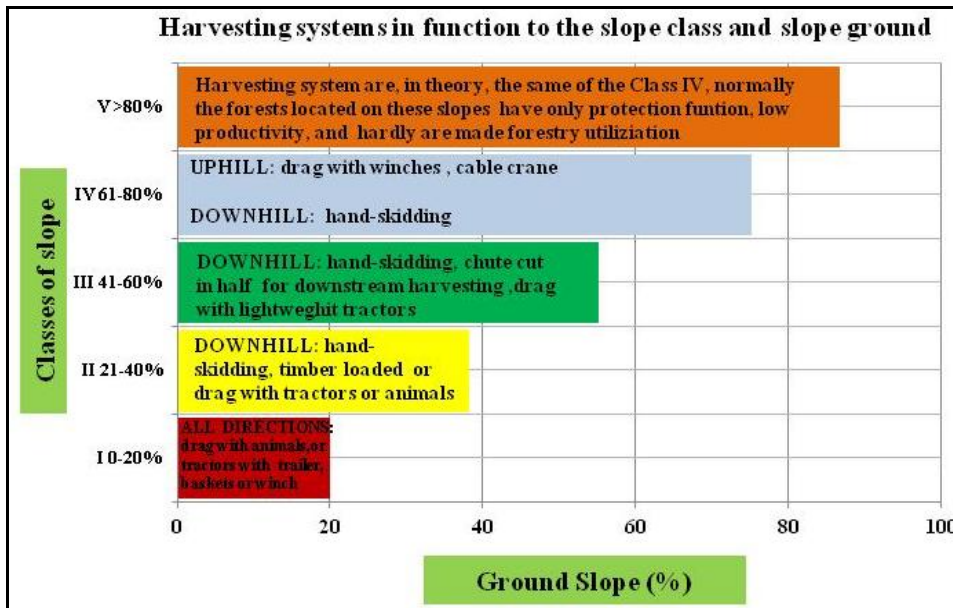 Harvesting systems in function to the slope class and slope ground
Classes of slope
V>80%
Harvesting system are, in theory, the same of the Class IV, normally
the forests located on these slopes have only protection funtion, low
productivity, and hardly are made forestry utiliziation
IV 61-80%
UPHILL: drag with winches , cable crane
DOWNHILL: hand-skidding
III 41-60%
DOWNHILL: hand-skidding, chute cut
in half for downstream harvesting ,drag
with lightweghit tractors
II 21-40%
DOWNHILL: hand-
skidding, timber loaded or
drag with tractors or animals
I 0-20%
ALL DIRECTIONS:
drag with animals,or
tractors with trailer,
baskets or winch
0 20 40 60 80 100
Ground Slope (%)